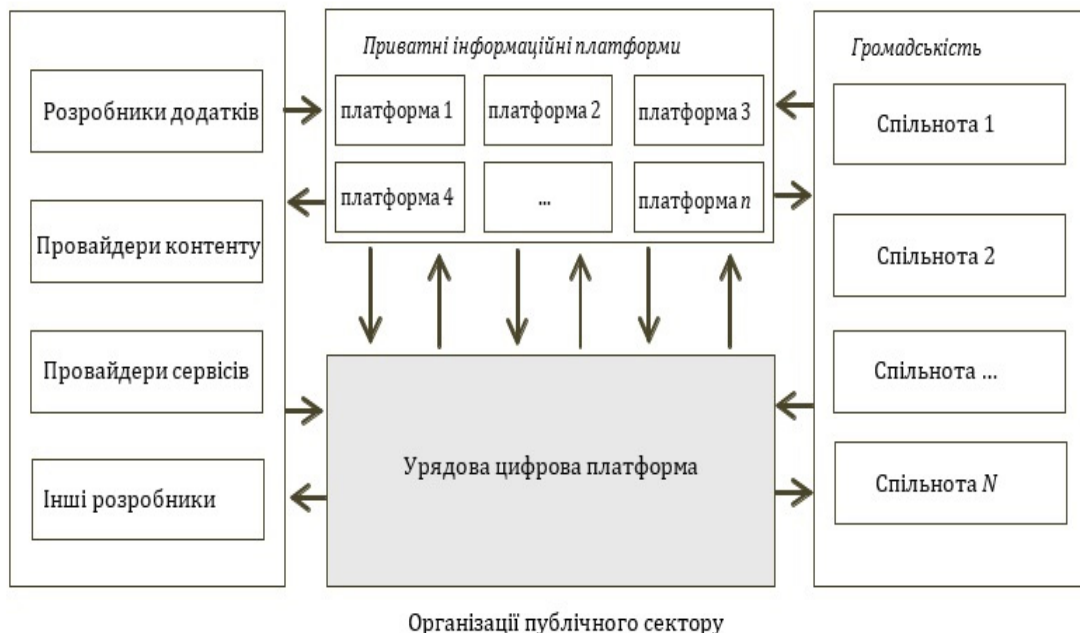 Розробники додатків
Провайдери контенту
Провайдери сервісів
Інші розробники
Приватні інформаційні платформи
платформа 1
платформа 2
платформа 3
платформа 4
...
платформа n
Урядова цифрова платформа
Громадськість
Спільнота 1
Спільнота 2
Спільнота ...
Спільнота N
Організації публічного сектору